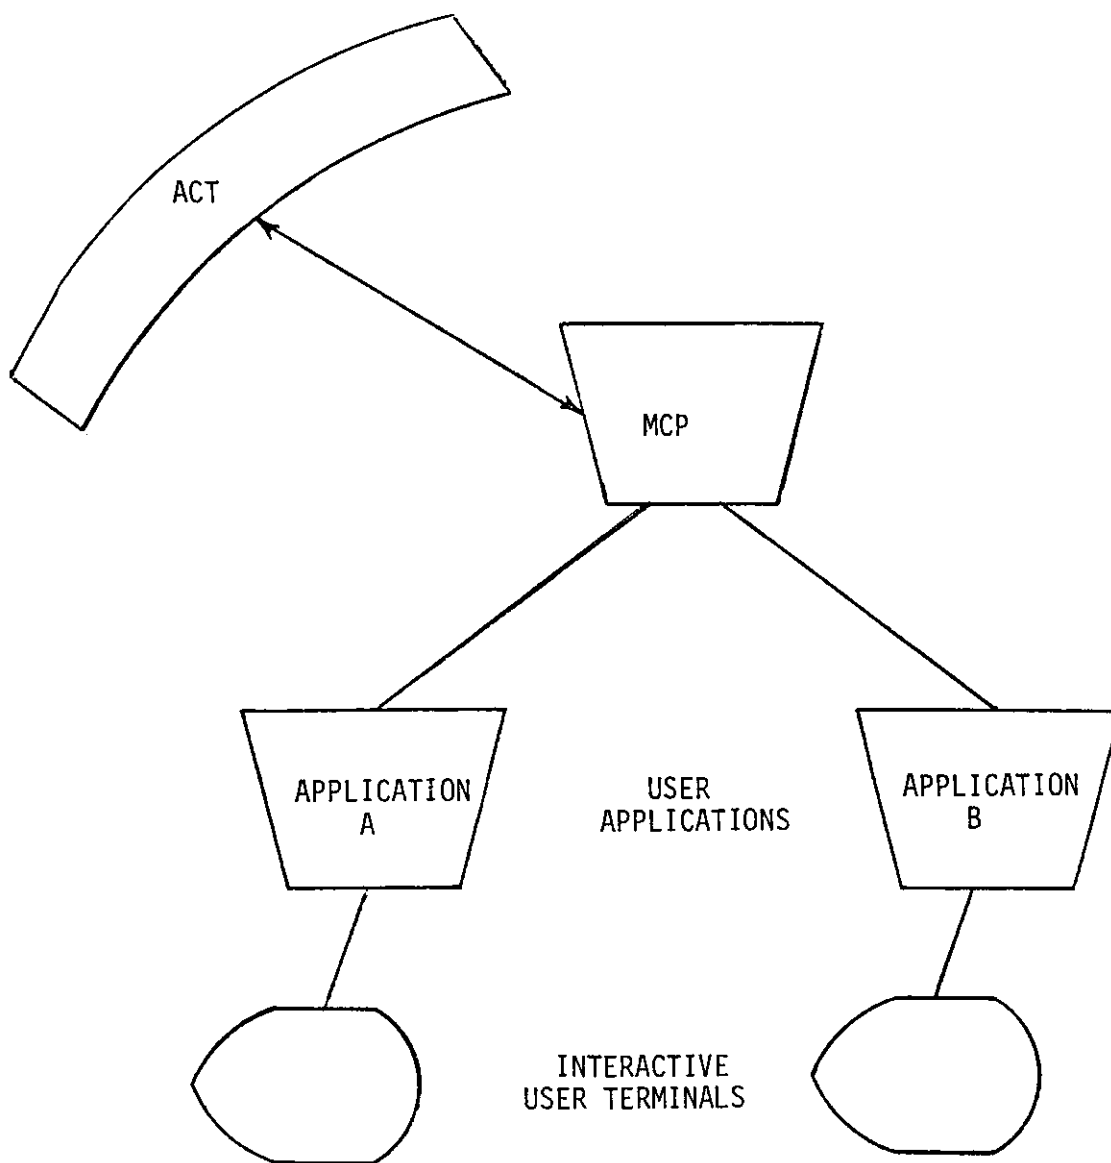 ACT
MCP
APPLICATION
A
USER
APPLICATIONS
APPLICATION
B
INTERACTIVE
USER TERMINALS